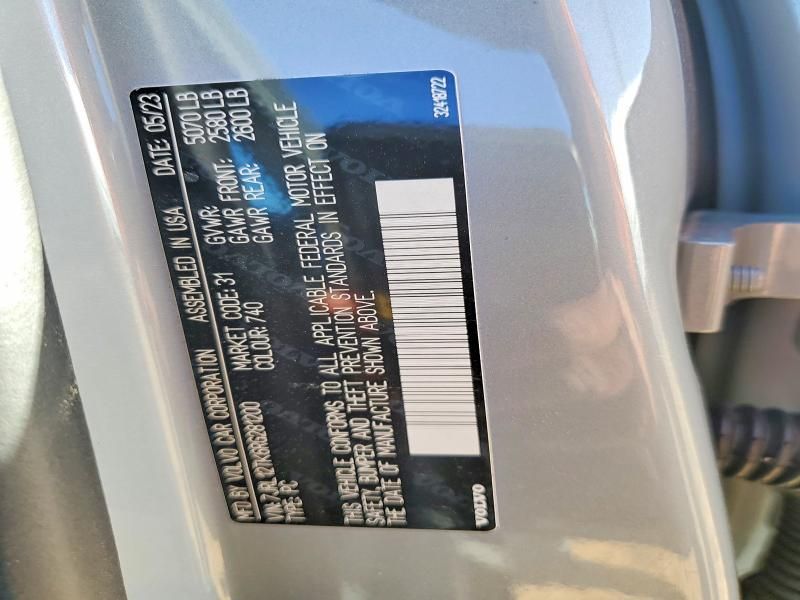 MFD BY VOLVO CAR CORPORATION ASSEMBLED IN USA DATE: 05/23
VIN:
TYPE: PC
MARKET CODE: 31
COLOUR: 740
GVWR: 5070 LB
GAWR FRONT: 2580 LB
GAWR REAR: 2600 LB
THIS VEHICLE CONFORMS TO ALL APPLICABLE FEDERAL MOTOR VEHICLE
SAFETY, BUMPER AND THEFT PREVENTION STANDARDS IN EFFECT ON
THE DATE OF MANUFACTURE SHOWN ABOVE.
VOLVO
32418722